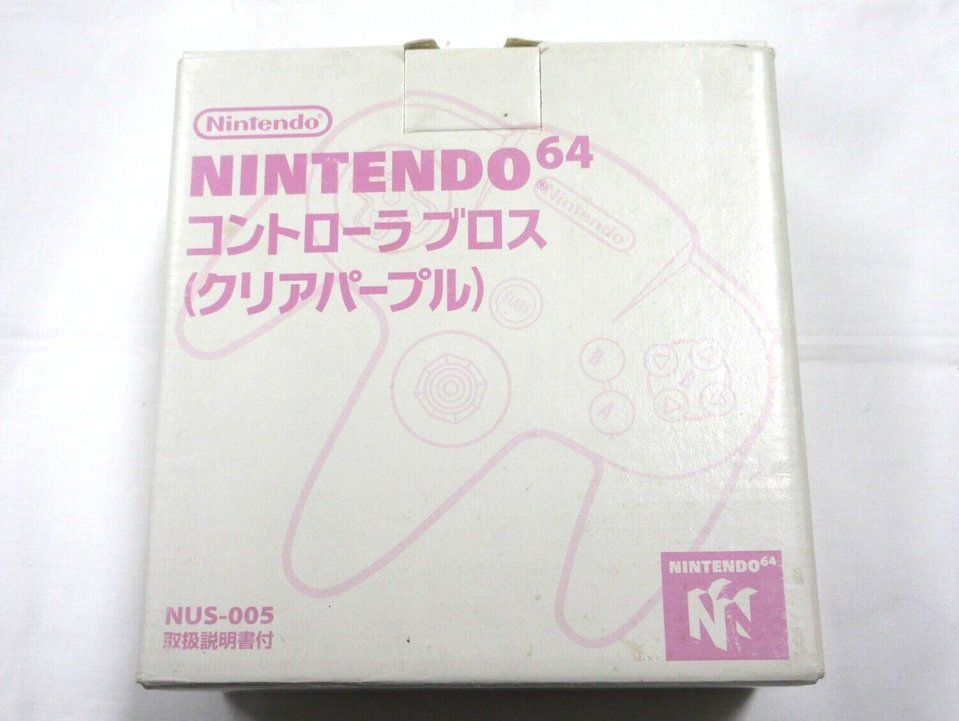 Nintendo
NINTENDO64
コントローラ ブロス
(クリアパープル)
®Nintendo
START
B
A
E
NUS-005
取扱説明書付
NINTENDO64
N